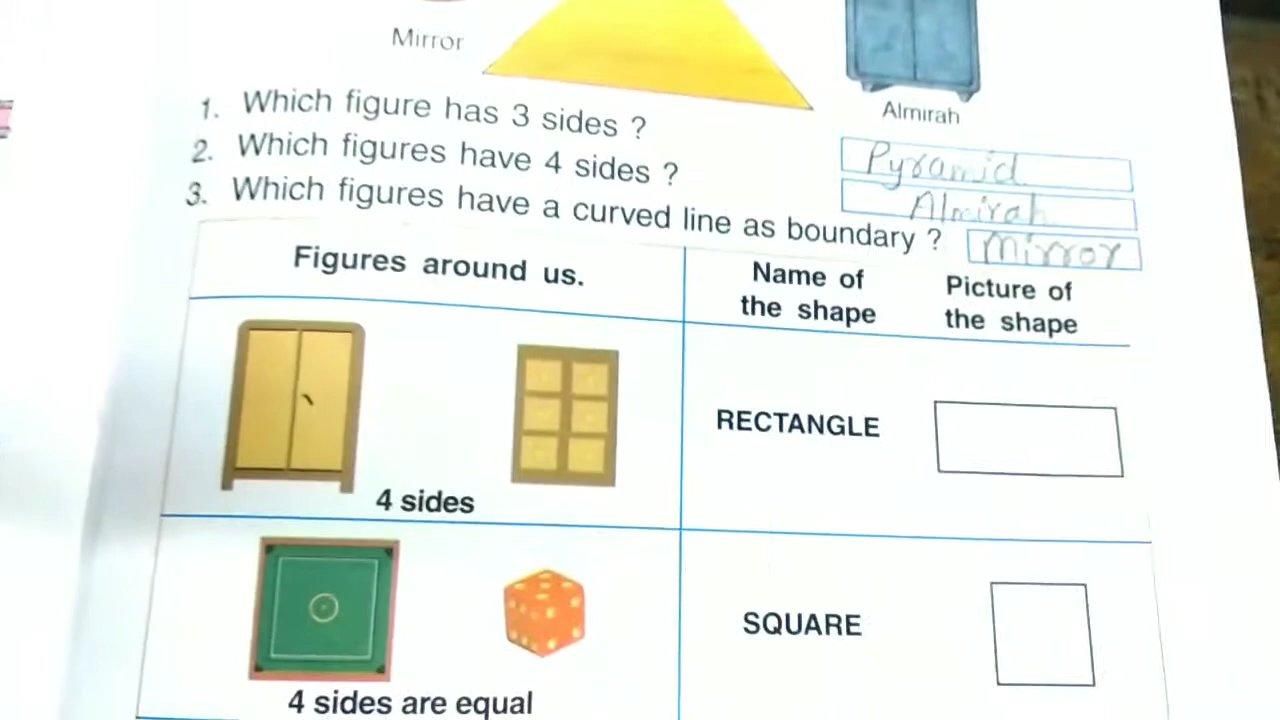 Mirror
Almirah
1. Which figure has 3 sides ?
Pyramid
2. Which figures have 4 sides ?
Almirah
3. Which figures have a curved line as boundary ?
Mirror
Figures around us.
Name of
the shape
Picture of
the shape
4 sides
RECTANGLE
4 sides are equal
SQUARE